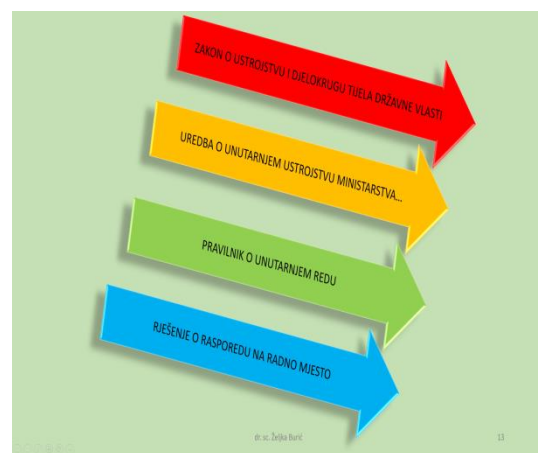 ZAKON O USTROJSTVU I DJELOKRUGU TIJELA DRŽAVNE VLASTI
UREDBA O UNUTARNJEM USTROJSTVU MINISTARSTVA...
PRAVILNIK O UNUTARNJEM REDU
RJEŠENJE O RASPOREDU NA RADNO MJESTO
dr. sc. Željka Burić
13